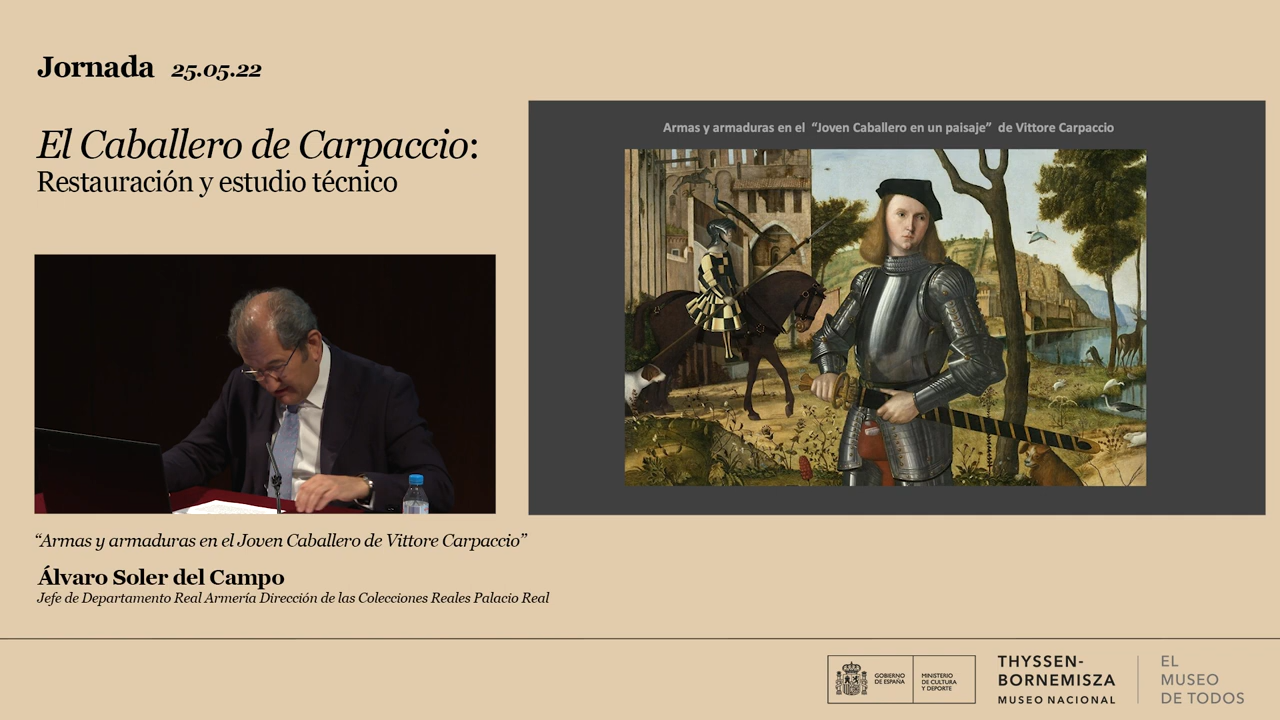 Jornada 25.05.22
El Caballero de Carpaccio:
Restauración y estudio técnico
Armas y armaduras en el “Joven Caballero en un paisaje” de Vittore Carpaccio
“Armas y armaduras en el Joven Caballero de Vittore Carpaccio”
Álvaro Soler del Campo
Jefe de Departamento Real Armería Dirección de las Colecciones Reales Palacio Real
GOBIERNO
DE ESPAÑA
MINISTERIO
DE CULTURA
Y DEPORTE
THYSSEN-
BORNEMISZA
MUSEO NACIONAL
EL
MUSEO
DE TODOS